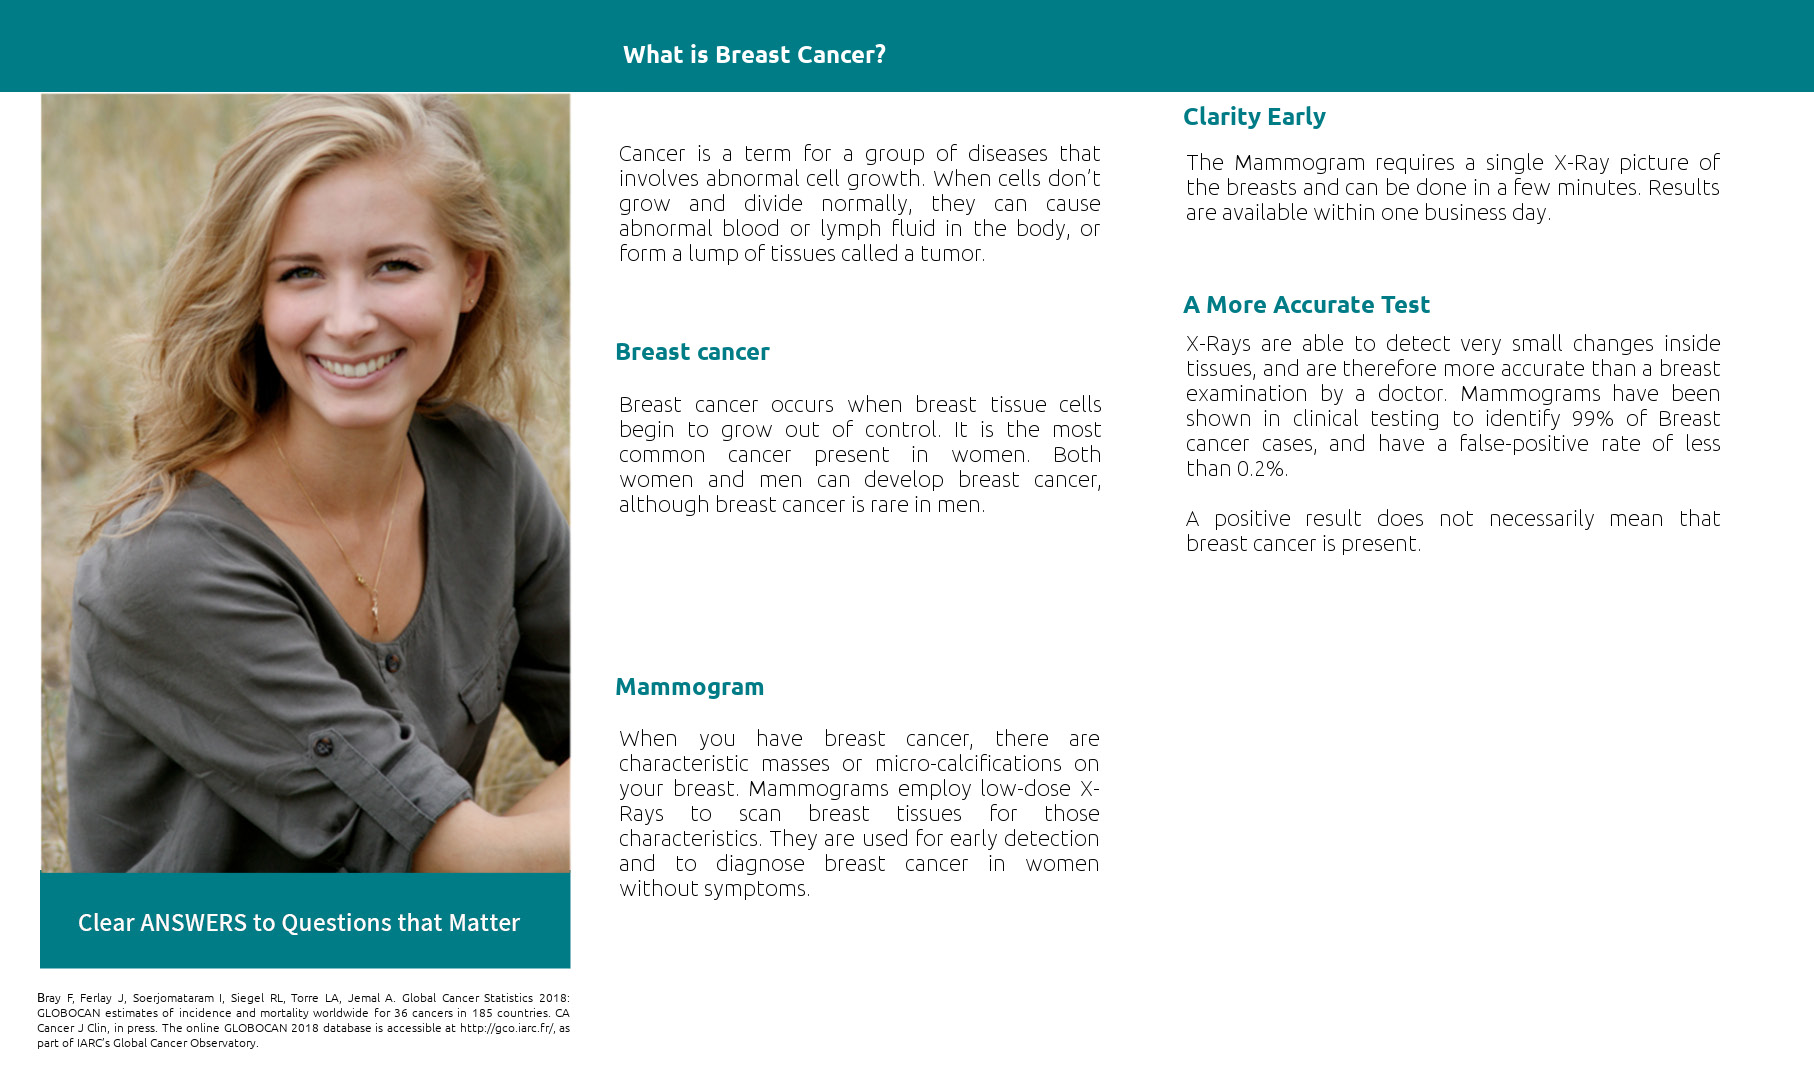 What is Breast Cancer?
Cancer is a term for a group of diseases that
involves abnormal cell growth. When cells don’t
grow and divide normally, they can cause
abnormal blood or lymph fluid in the body, or
form a lump of tissues called a tumor.
Breast cancer
Breast cancer occurs when breast tissue cells
begin to grow out of control. It is the most
common cancer present in women. Both
women and men can develop breast cancer,
although breast cancer is rare in men.
Mammogram
When you have breast cancer, there are
characteristic masses or micro-calcifications on
your breast. Mammograms employ low-dose X-
Rays to scan breast tissues for those
characteristics. They are used for early detection
and to diagnose breast cancer in women
without symptoms.
Clarity Early
The Mammogram requires a single X-Ray picture of
the breasts and can be done in a few minutes. Results
are available within one business day.
A More Accurate Test
X-Rays are able to detect very small changes inside
tissues, and are therefore more accurate than a breast
examination by a doctor. Mammograms have been
shown in clinical testing to identify 99% of Breast
cancer cases, and have a false-positive rate of less
than 0.2%.
A positive result does not necessarily mean that
breast cancer is present.
Clear ANSWERS to Questions that Matter
Bray F, Ferlay J, Soerjomataram I, Siegel RL, Torre LA, Jemal A. Global Cancer Statistics 2018:
GLOBOCAN estimates of incidence and mortality worldwide for 36 cancers in 185 countries. CA
Cancer J Clin, in press. The online GLOBOCAN 2018 database is accessible at http://gco.iarc.fr/, as
part of IARC’s Global Cancer Observatory.